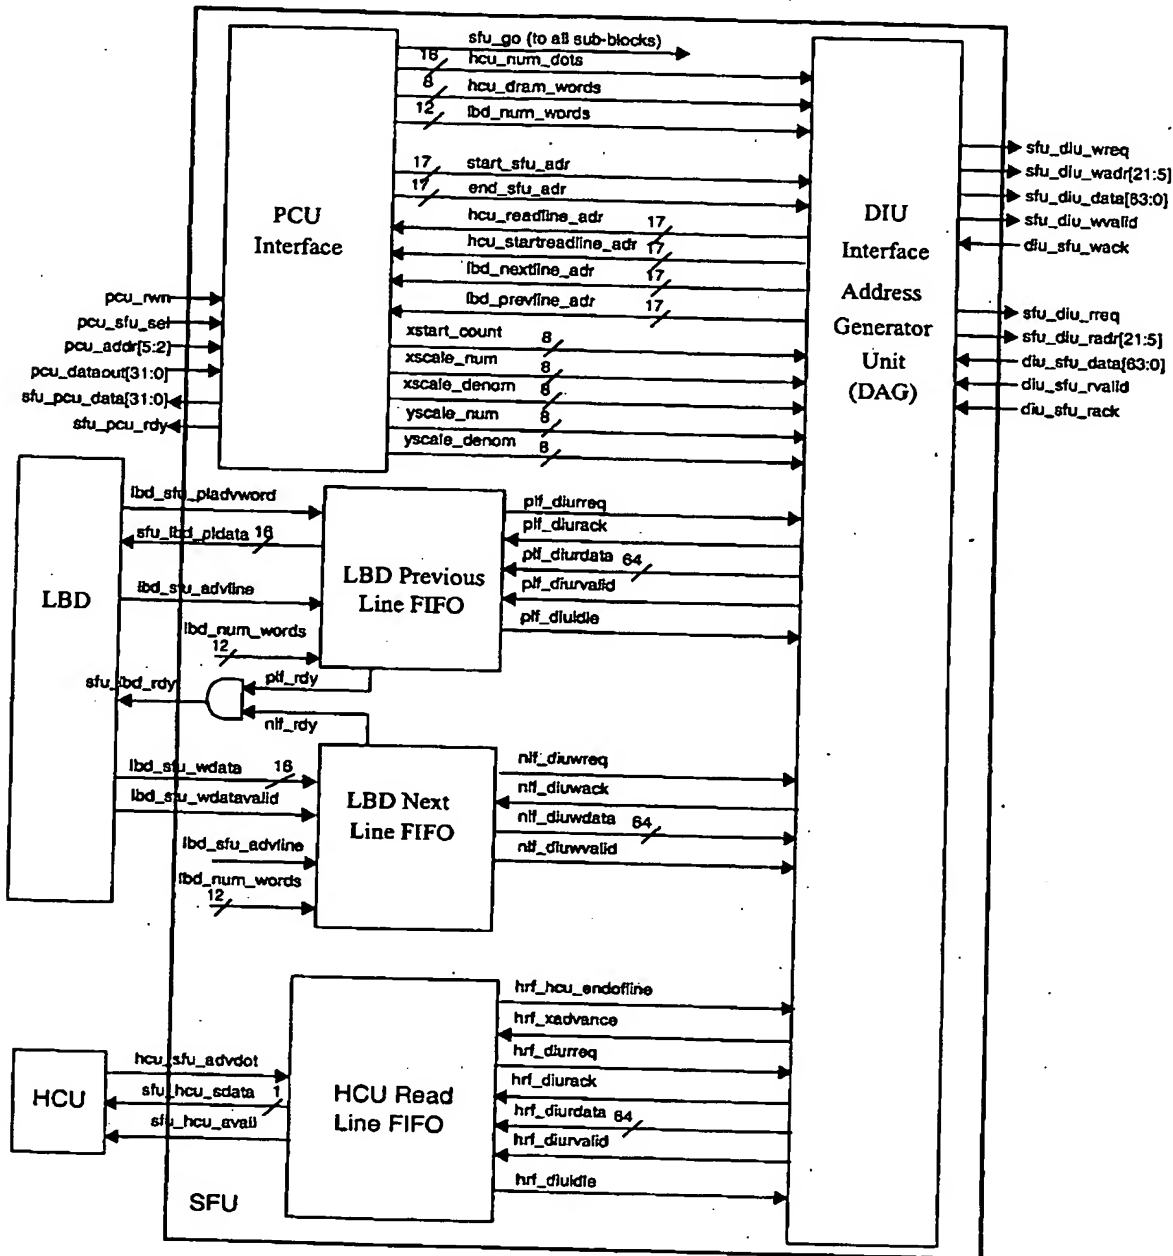 sfu_go (to all sub-blocks)
16 hcu_num_dots
8 hcu_dram_words
12 lbd_num_words
17 start_sfu_adr
17 end_sfu_adr
hcu_readline_adr 17
hcu_startreadline_adr 17
lbd_nextline_adr 17
lbd_prevline_adr 17
xstart_count 8
xscale_num 8
xscale_denom 8
yscale_num 8
yscale_denom 8
PCU
Interface
DIU
Interface
Address
Generator
Unit
(DAG)
sfu_diu_wreq
sfu_diu_wadr[21:5]
sfu_diu_data[63:0]
sfu_diu_wvalid
diu_sfu_wack
sfu_diu_rreq
sfu_diu_radr[21:5]
diu_sfu_data[63:0]
diu_sfu_rvalid
diu_sfu_rack
pcu_rwn
pcu_sfu_sel
pcu_addr[5:2]
pcu_dataout[31:0]
sfu_pcu_data[31:0]
sfu_pcu_rdy
LBD
lbd_sfu_pladvword
sfu_lbd_pldata 16
lbd_sfu_advline
lbd_num_words
12
LBD Previous
Line FIFO
plf_diurreq
plf_diurack
plf_diurdata 64
plf_diurvalid
plf_diuidle
sfu_lbd_rdy
plf_rdy
nlf_rdy
lbd_sfu_wdata 16
lbd_sfu_wdatavalid
lbd_sfu_advline
lbd_num_words
12
LBD Next
Line FIFO
nlf_diuwreq
nlf_diuwack
nlf_diuwdata 64
nlf_diuwvalid
HCU
hcu_sfu_advdot
sfu_hcu_sdata 1
sfu_hcu_avail
HCU Read
Line FIFO
hrf_hcu_endofline
hrf_xadvance
hrf_diurreq
hrf_diurack
hrf_diurdata 64
hrf_diurvalid
hrf_diuidle
SFU